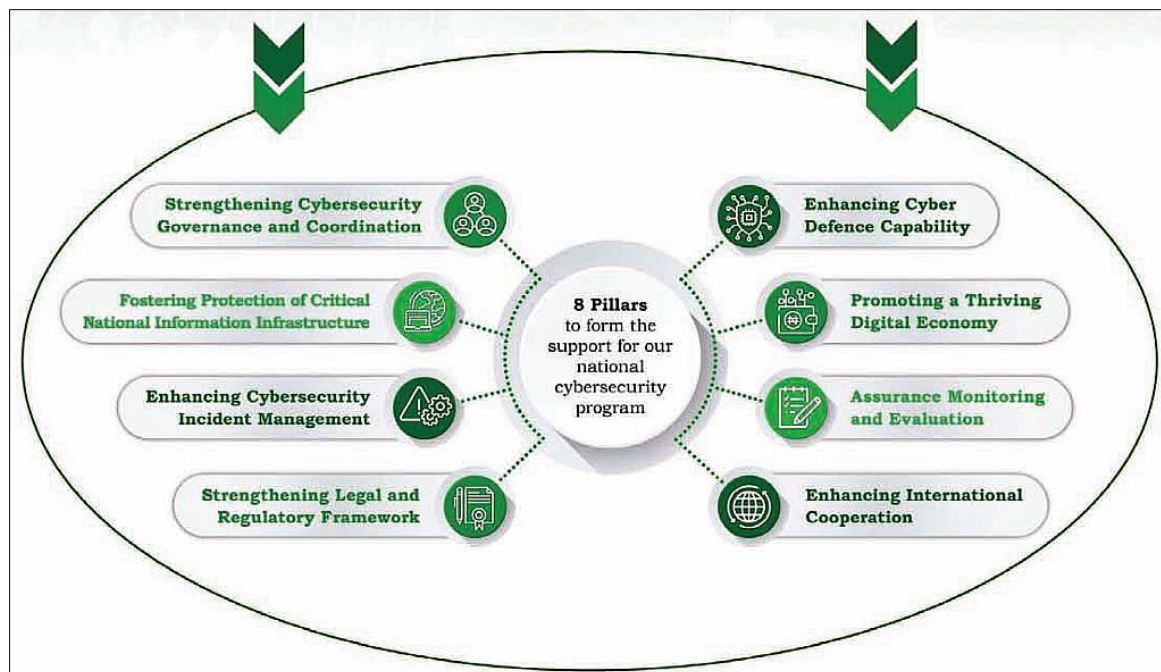 Strengthening Cybersecurity
Governance and Coordination
Fostering Protection of Critical
National Information Infrastructure
Enhancing Cybersecurity
Incident Management
Strengthening Legal and
Regulatory Framework
8 Pillars
to form the
support for our
national
cybersecurity
program
Enhancing Cyber
Defence Capability
Promoting a Thriving
Digital Economy
Assurance Monitoring
and Evaluation
Enhancing International
Cooperation